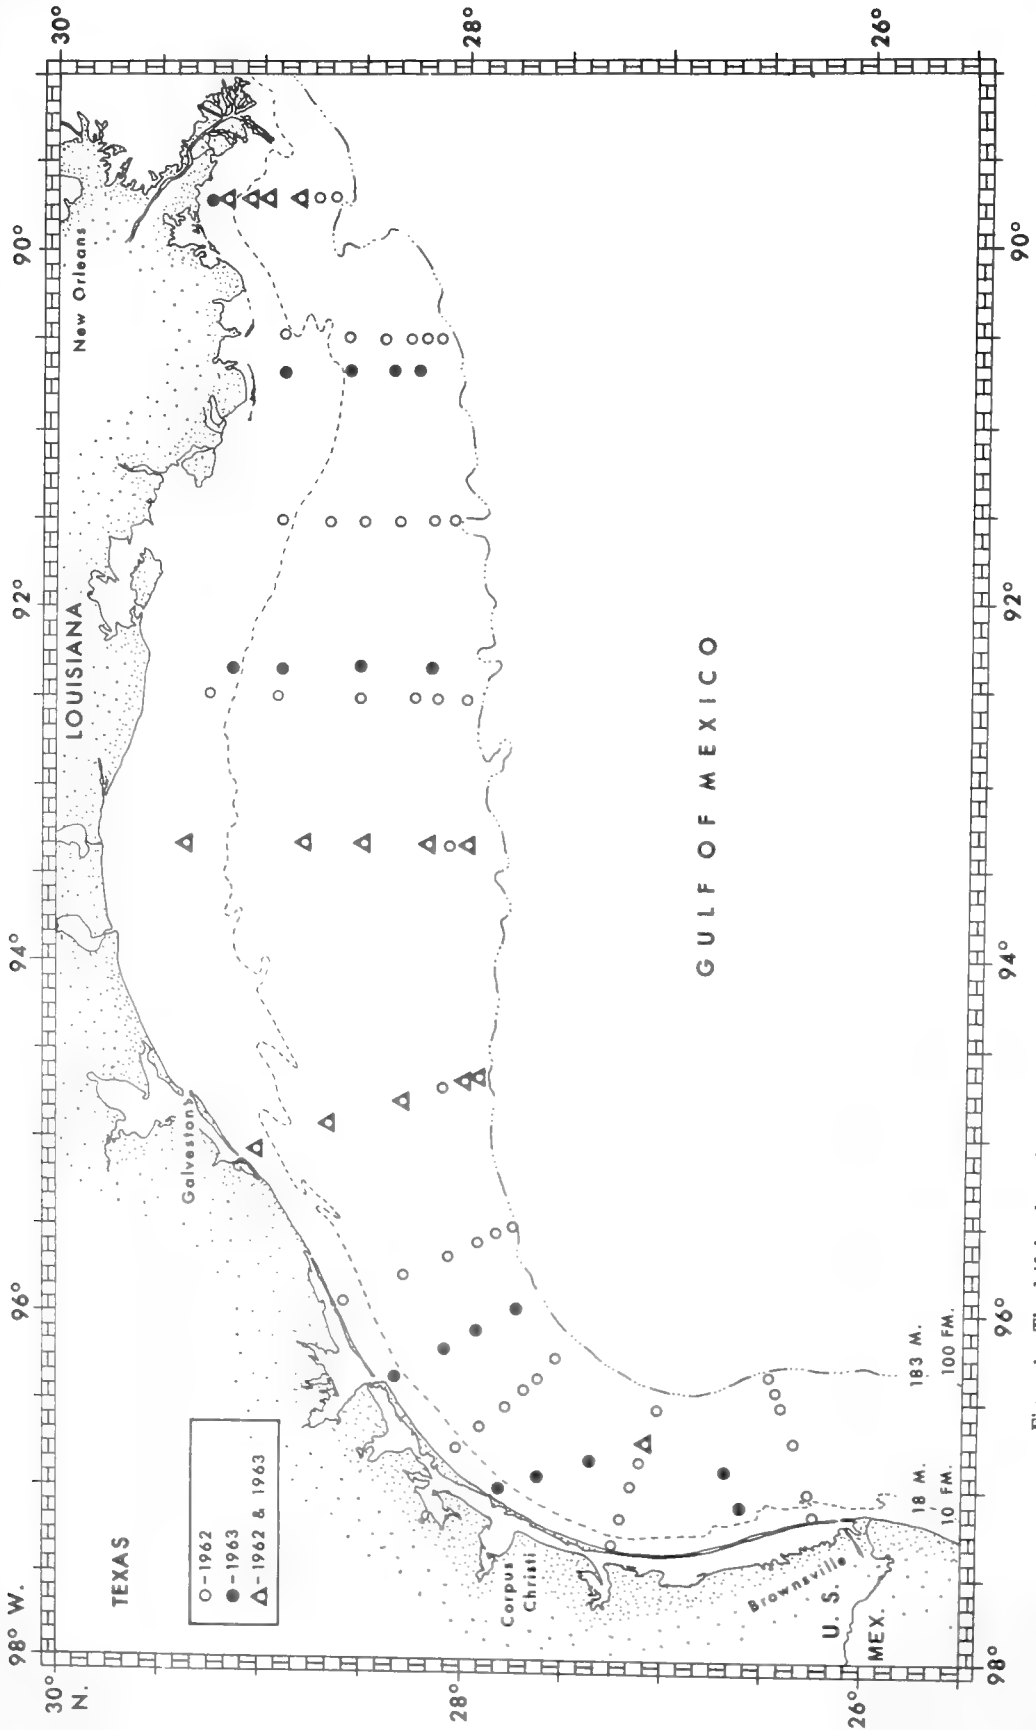 98° W.
96°
94°
92°
90°
30°
N.
30°
TEXAS
LOUISIANA
New Orleans
○-1962
●-1963
△-1962 & 1963
Galveston
Corpus
Christi
28°
28°
GULF OF MEXICO
Brownsville
U. S.
MEX.
18 M.
10 FM.
183 M.
100 FM.
26°
26°
98°
96°
94°
92°
90°